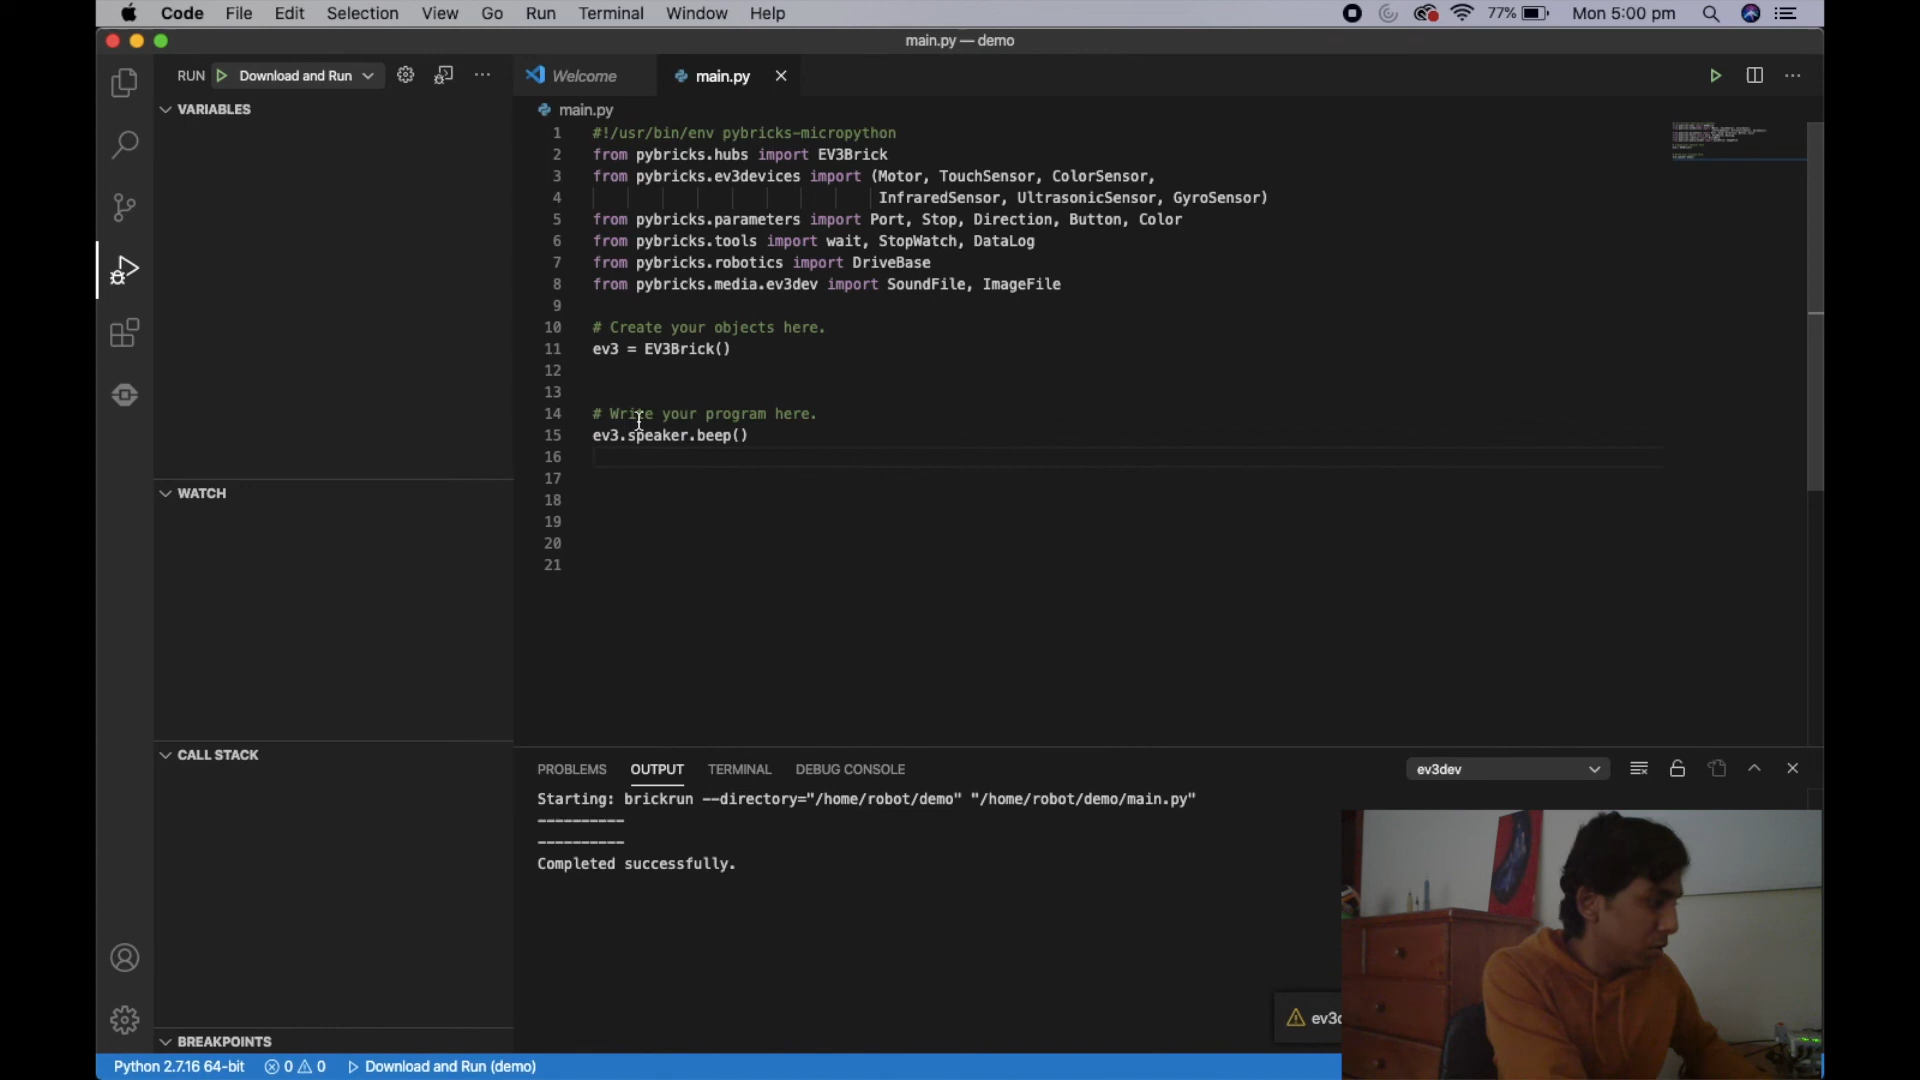 Code File Edit Selection View Go Run Terminal Window Help 77% Mon 5:00 pm
main.py — demo
RUN Download and Run Welcome main.py
VARIABLES
main.py
1 #!/usr/bin/env pybricks-micropython
2 from pybricks.hubs import EV3Brick
3 from pybricks.ev3devices import (Motor, TouchSensor, ColorSensor,
4 InfraredSensor, UltrasonicSensor, GyroSensor)
5 from pybricks.parameters import Port, Stop, Direction, Button, Color
6 from pybricks.tools import wait, StopWatch, DataLog
7 from pybricks.robotics import DriveBase
8 from pybricks.media.ev3dev import SoundFile, ImageFile
9
10 # Create your objects here.
11 ev3 = EV3Brick()
12
13
14 # Write your program here.
15 ev3.speaker.beep()
16
17
18
19
20
21
WATCH
CALL STACK
BREAKPOINTS
PROBLEMS OUTPUT TERMINAL DEBUG CONSOLE ev3dev
Starting: brickrun --directory="/home/robot/demo" "/home/robot/demo/main.py"
----------
----------
Completed successfully.
Python 2.7.16 64-bit 0 0 Download and Run (demo)